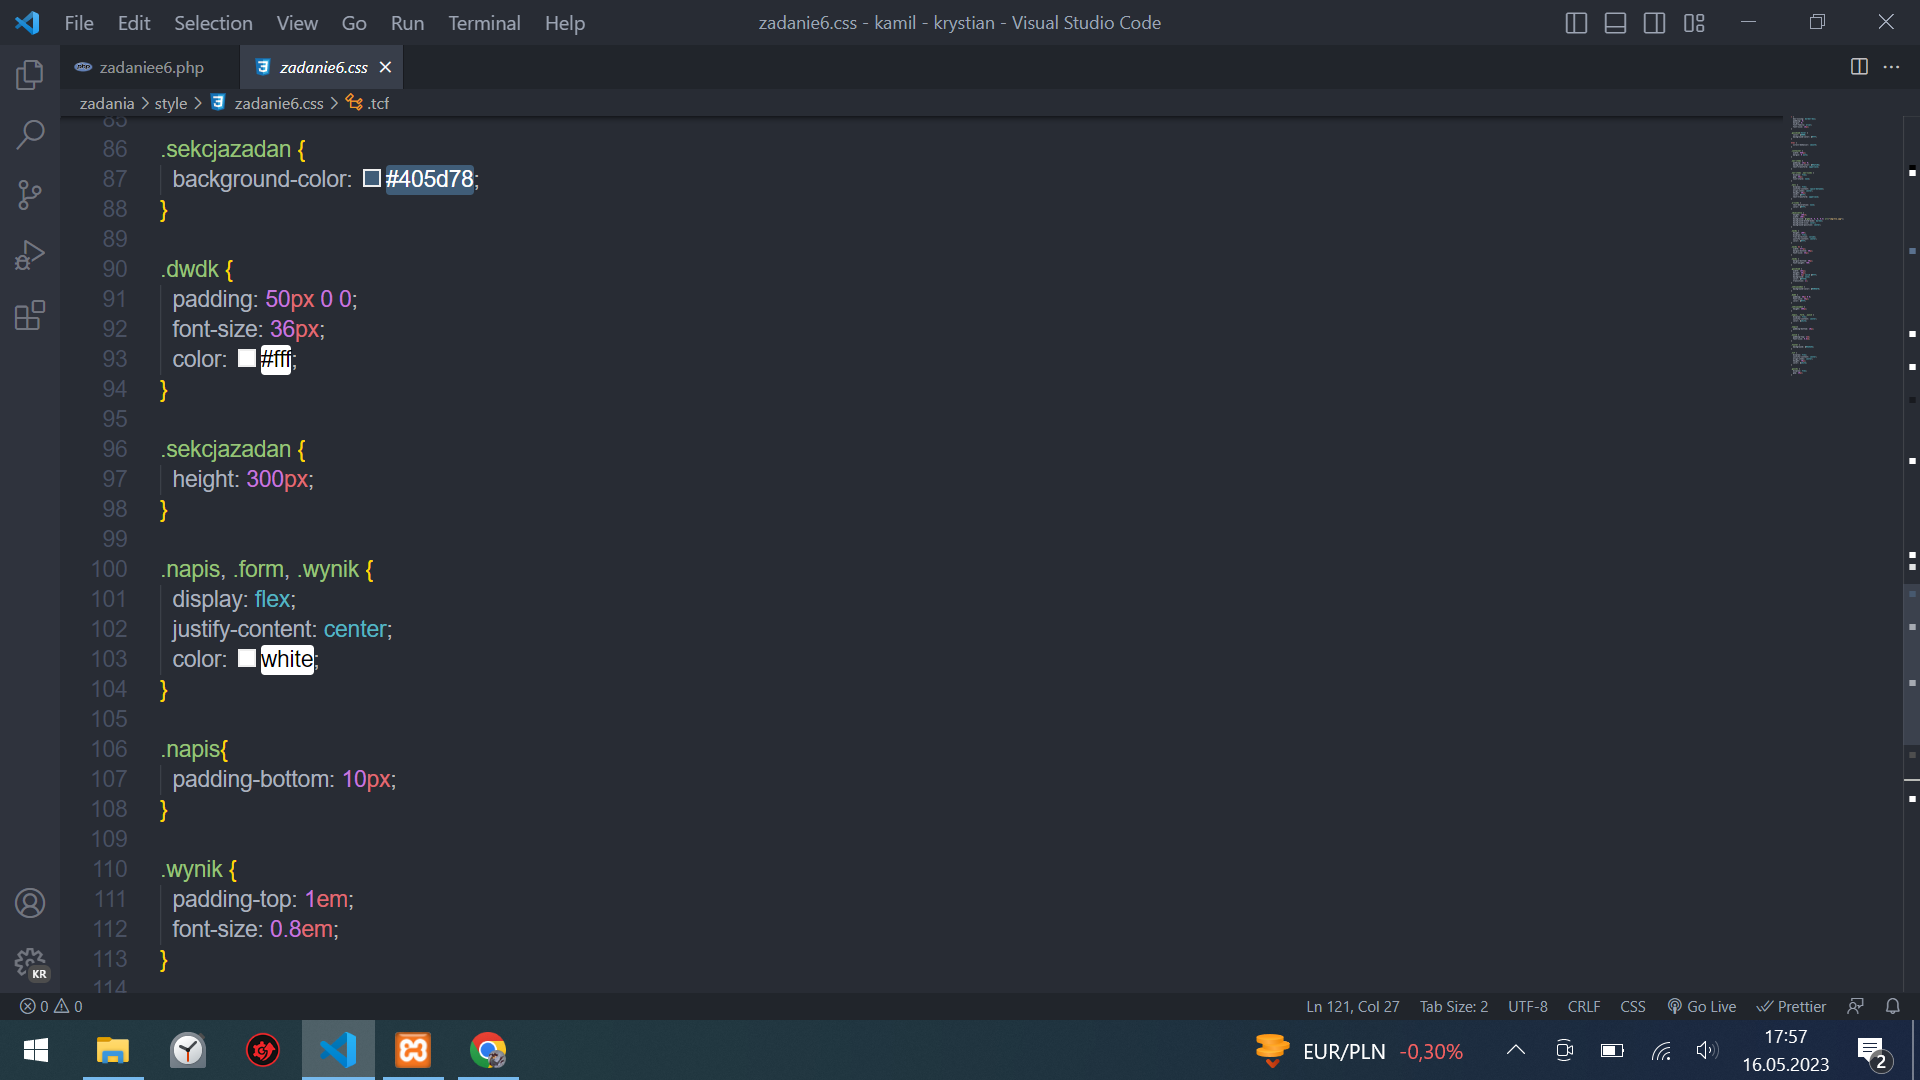 File Edit Selection View Go Run Terminal Help
zadanie6.css - kamil - krystian - Visual Studio Code
zadaniee6.php
zadanie6.css
zadania > style > zadanie6.css > .tcf
85
86 .sekcjazadan {
87 background-color: #405d78;
88 }
89
90 .dwdk {
91 padding: 50px 0 0;
92 font-size: 36px;
93 color: #fff;
94 }
95
96 .sekcjazadan {
97 height: 300px;
98 }
99
100 .napis, .form, .wynik {
101 display: flex;
102 justify-content: center;
103 color: white;
104 }
105
106 .napis{
107 padding-bottom: 10px;
108 }
109
110 .wynik {
111 padding-top: 1em;
112 font-size: 0.8em;
113 }
114
KR
0 0
Ln 121, Col 27 Tab Size: 2 UTF-8 CRLF CSS Go Live Prettier
EUR/PLN -0,30%
17:57
16.05.2023
2